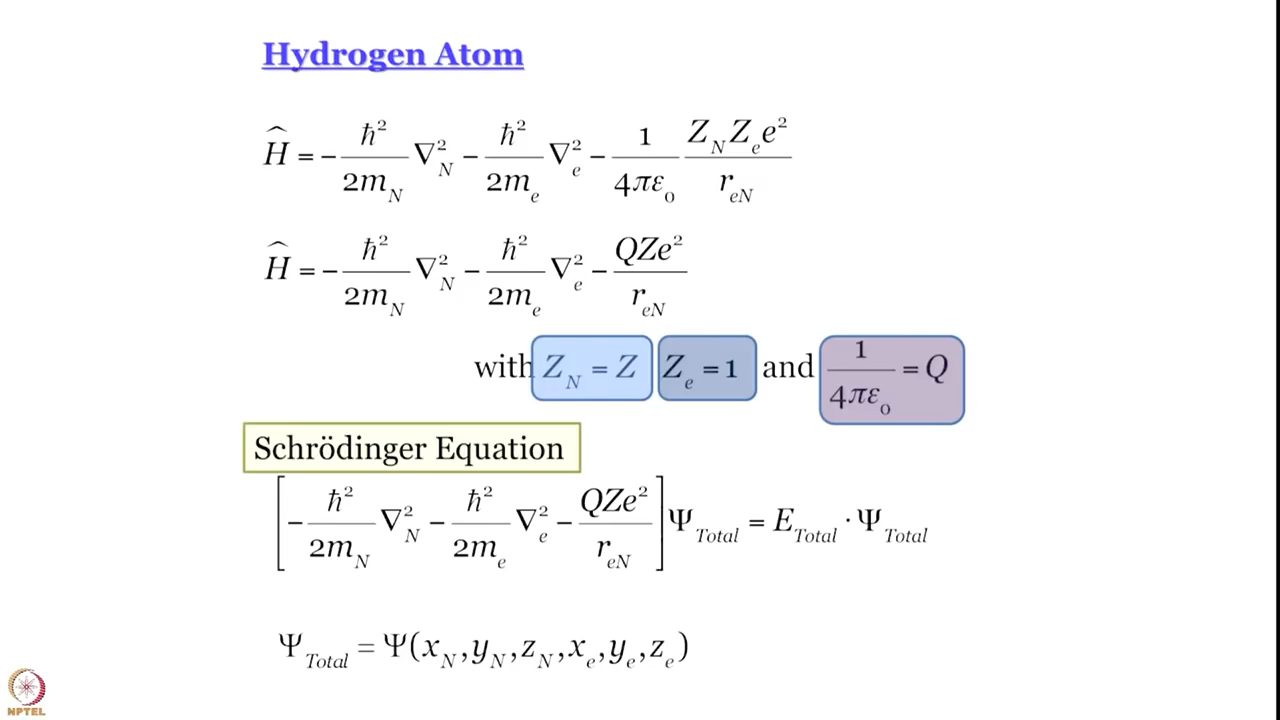 Hydrogen Atom
Ĥ = −ħ²/2m_N ∇²_N − ħ²/2m_e ∇²_e − 1/4πε₀ Z_N Z_e e²/r_eN
Ĥ = −ħ²/2m_N ∇²_N − ħ²/2m_e ∇²_e − QZe²/r_eN
with Z_N = Z Z_e = 1 and 1/4πε₀ = Q
Schrödinger Equation
[−ħ²/2m_N ∇²_N − ħ²/2m_e ∇²_e − QZe²/r_eN] Ψ_Total = E_Total · Ψ_Total
Ψ_Total = Ψ(x_N, y_N, z_N, x_e, y_e, z_e)
NPTEL